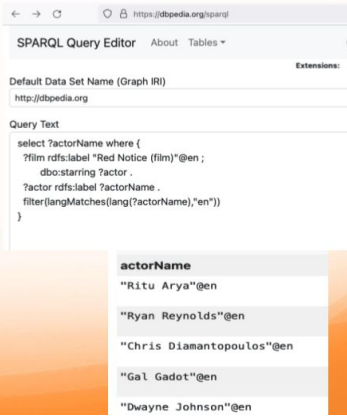 https://dbpedia.org/sparql
SPARQL Query Editor About Tables
Extensions:
Default Data Set Name (Graph IRI)
http://dbpedia.org
Query Text
select ?actorName where {
?film rdfs:label "Red Notice (film)"@en ;
dbo:starring ?actor .
?actor rdfs:label ?actorName .
filter(langMatches(lang(?actorName),"en"))
}
actorName
"Ritu Arya"@en
"Ryan Reynolds"@en
"Chris Diamantopoulos"@en
"Gal Gadot"@en
"Dwayne Johnson"@en